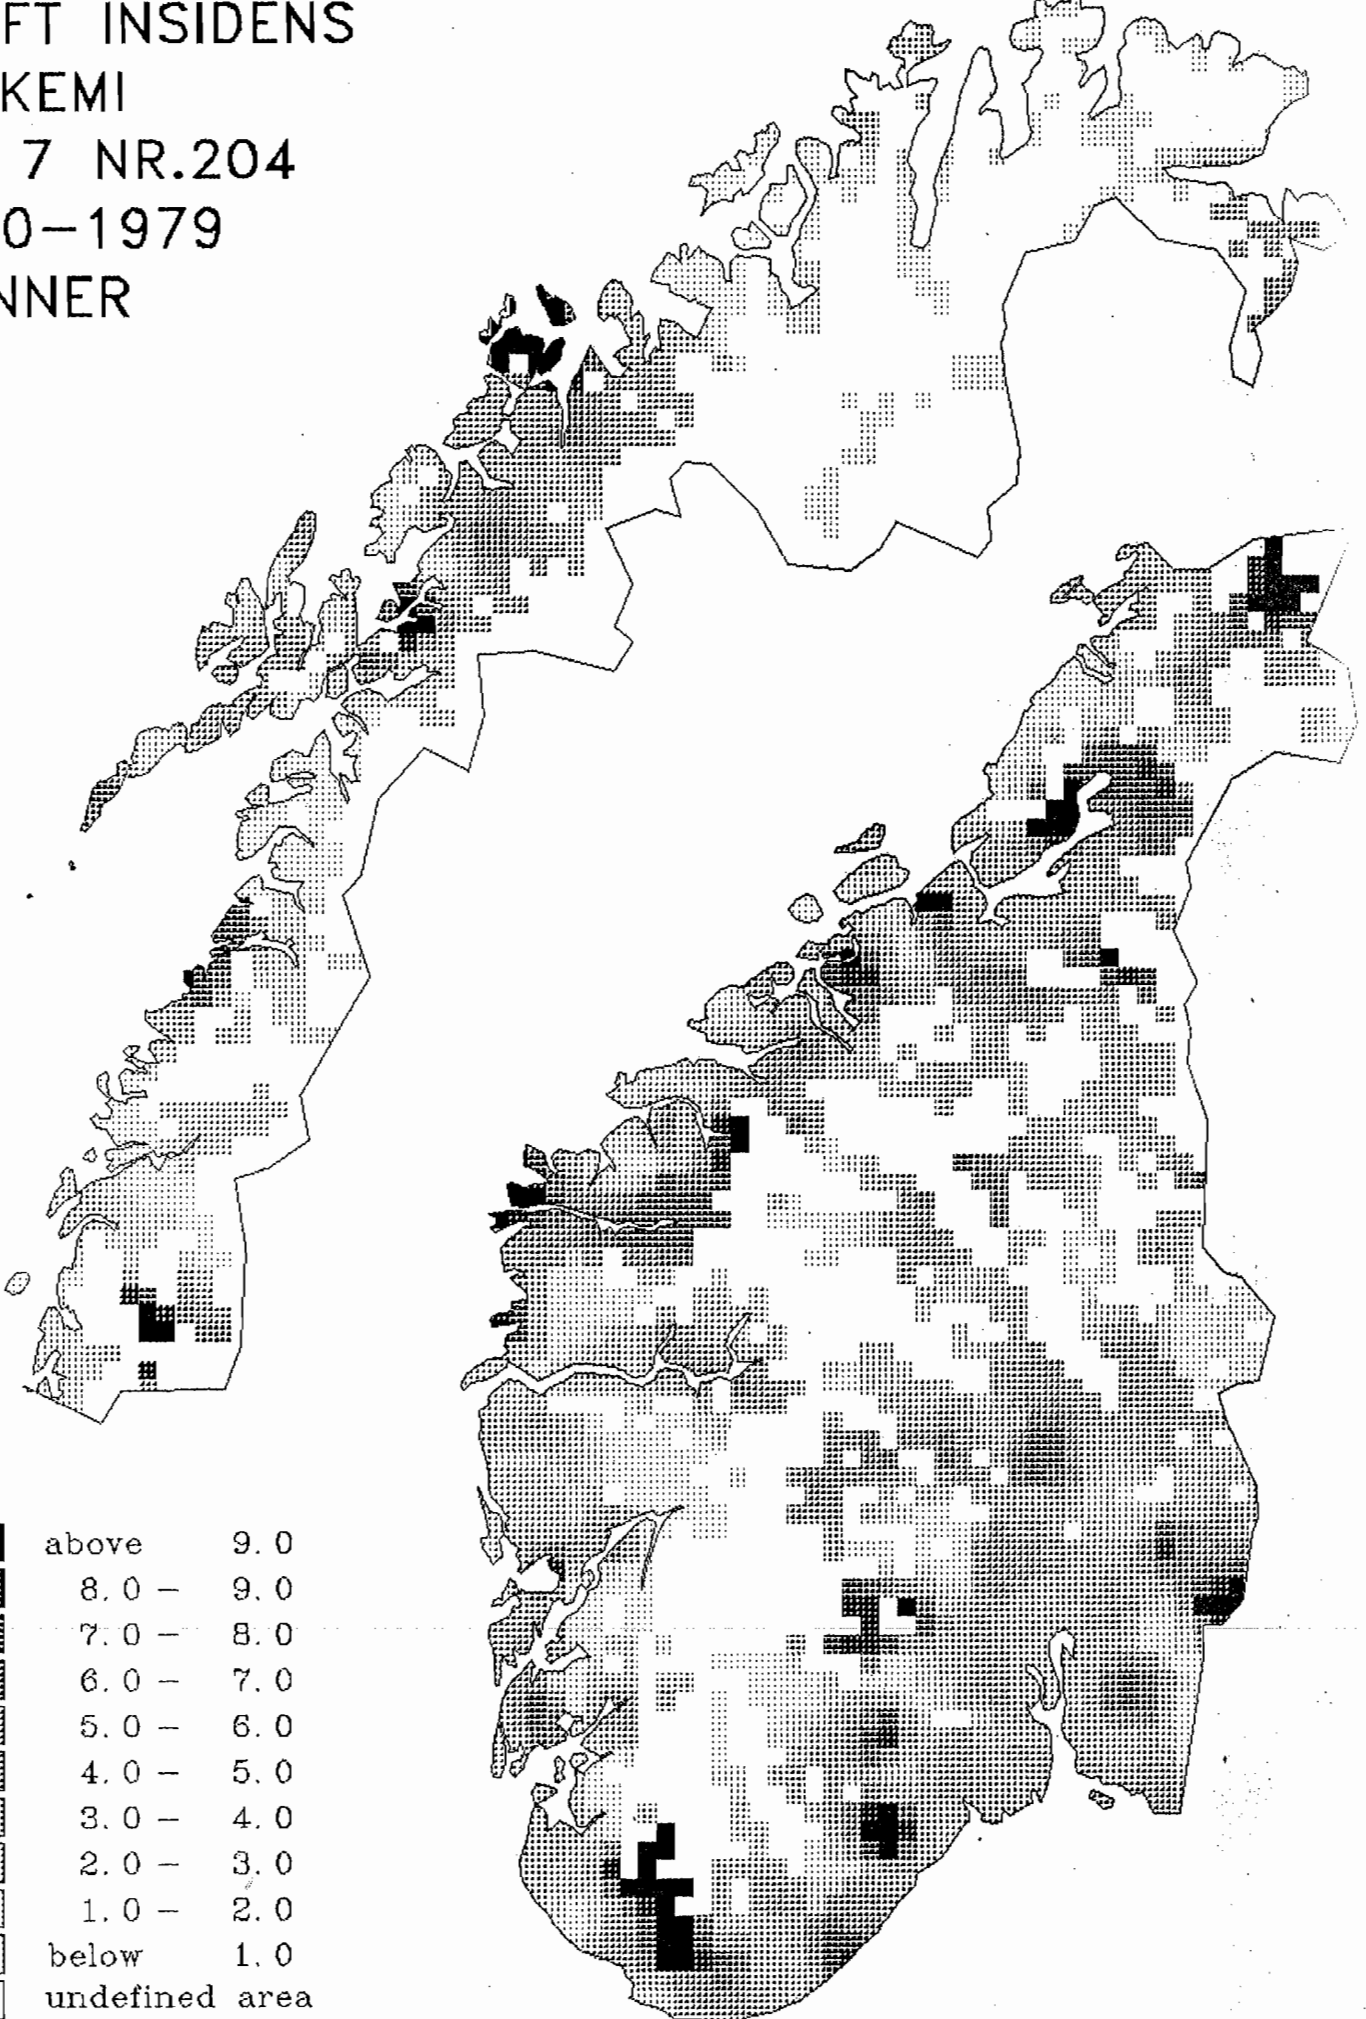 FT INSIDENS
KEMI
7 NR.204
0-1979
NNER
above 9.0
8.0 - 9.0
7.0 - 8.0
6.0 - 7.0
5.0 - 6.0
4.0 - 5.0
3.0 - 4.0
2.0 - 3.0
1.0 - 2.0
below 1.0
undefined area